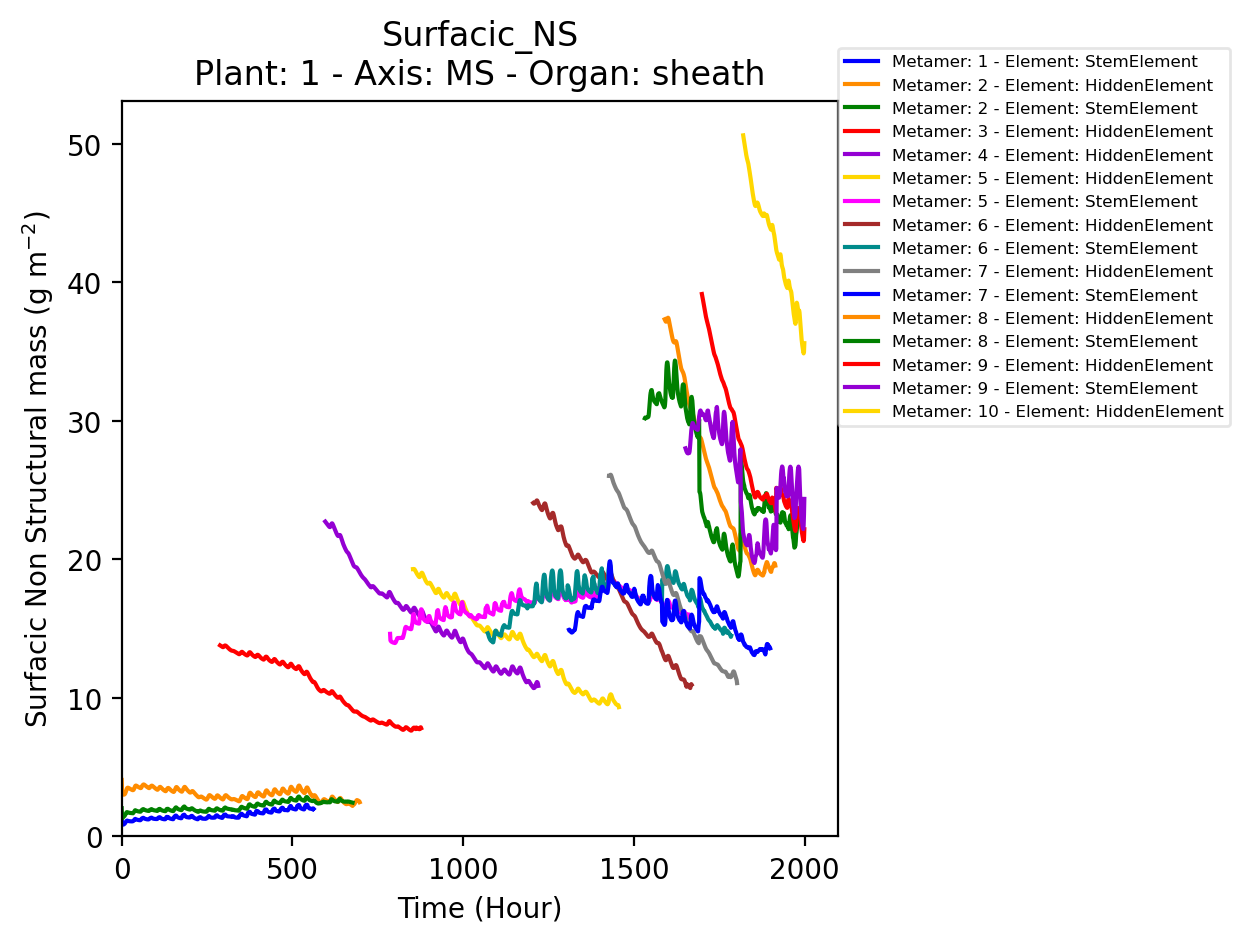 Surfacic_NS
Plant: 1 - Axis: MS - Organ: sheath
Metamer: 1 - Element: StemElement
Metamer: 2 - Element: HiddenElement
Metamer: 2 - Element: StemElement
Metamer: 3 - Element: HiddenElement
Metamer: 4 - Element: HiddenElement
Metamer: 5 - Element: HiddenElement
Metamer: 5 - Element: StemElement
Metamer: 6 - Element: HiddenElement
Metamer: 6 - Element: StemElement
Metamer: 7 - Element: HiddenElement
Metamer: 7 - Element: StemElement
Metamer: 8 - Element: HiddenElement
Metamer: 8 - Element: StemElement
Metamer: 9 - Element: HiddenElement
Metamer: 9 - Element: StemElement
Metamer: 10 - Element: HiddenElement
Surfacic Non Structural mass (g m⁻²)
50
40
30
20
10
0
0 500 1000 1500 2000
Time (Hour)